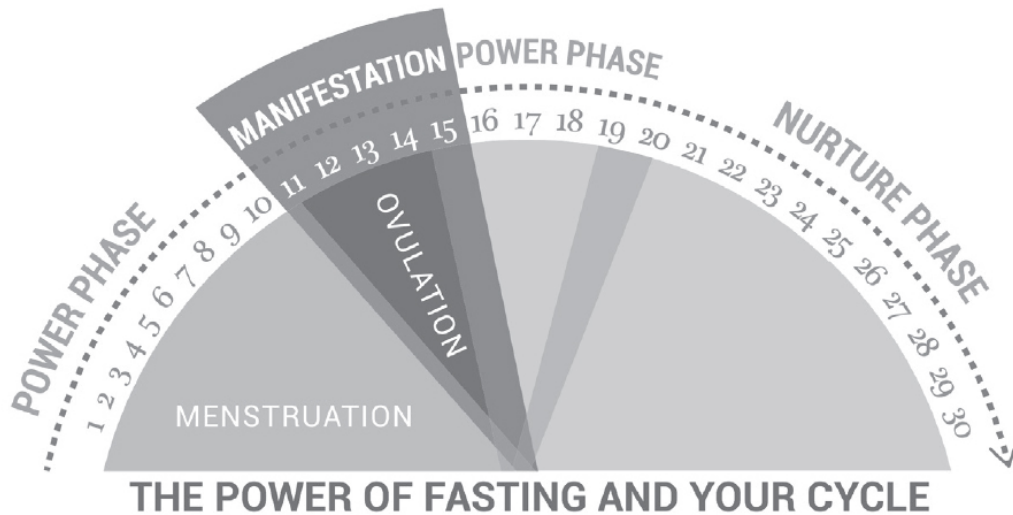 MANIFESTATION
POWER PHASE
POWER PHASE
NURTURE PHASE
1 2 3 4 5 6 7 8 9 10 11 12 13 14 15 16 17 18 19 20 21 22 23 24 25 26 27 28 29 30
OVULATION
MENSTRUATION
THE POWER OF FASTING AND YOUR CYCLE